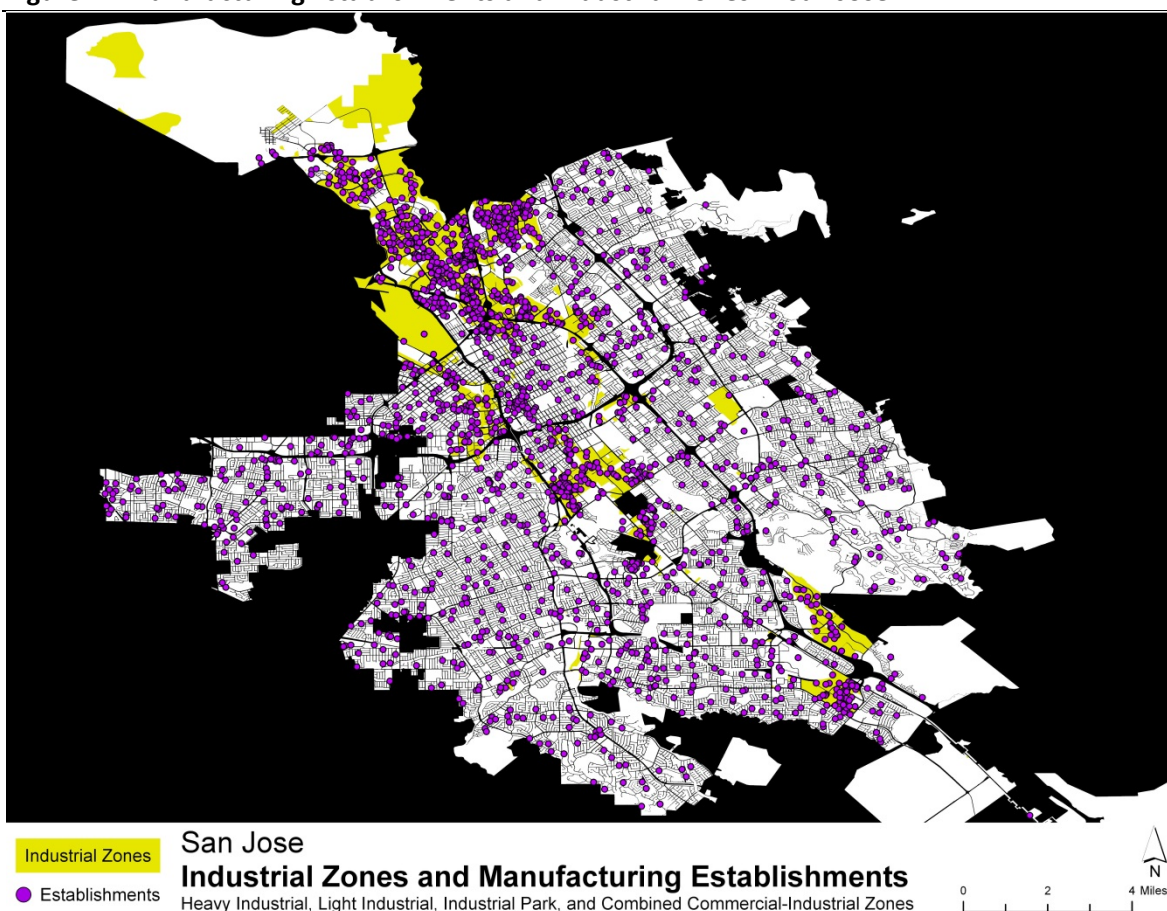 Industrial Zones
Establishments
San Jose
Industrial Zones and Manufacturing Establishments
Heavy Industrial, Light Industrial, Industrial Park, and Combined Commercial-Industrial Zones
N
0 2 4 Miles